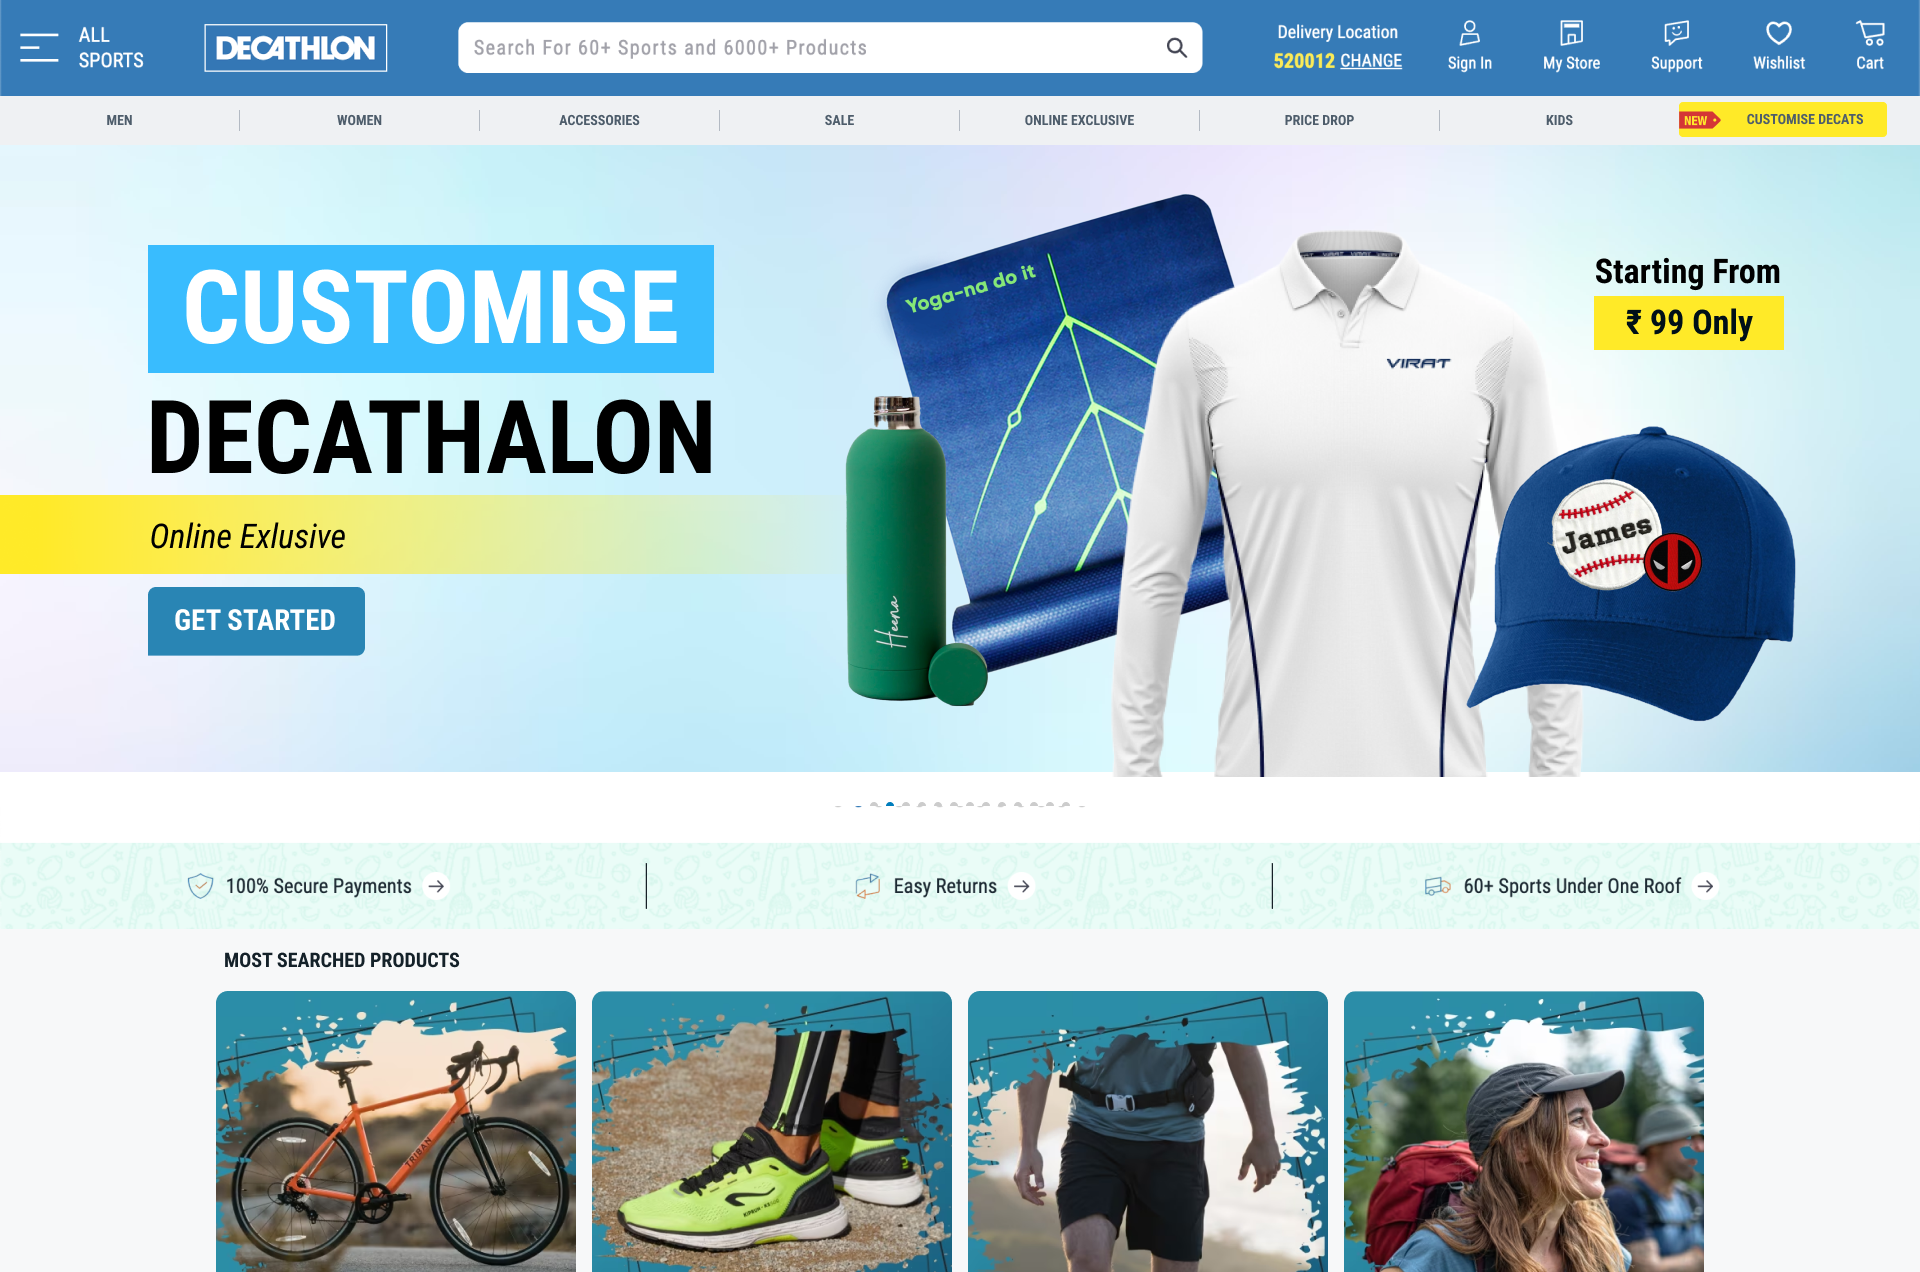 ALL
SPORTS
DECATHLON
Search For 60+ Sports and 6000+ Products
Delivery Location
520012 CHANGE
Sign In
My Store
Support
Wishlist
Cart
MEN
WOMEN
ACCESSORIES
SALE
ONLINE EXCLUSIVE
PRICE DROP
KIDS
NEW
CUSTOMISE DECATS
CUSTOMISE
DECATHALON
Online Exlusive
GET STARTED
Yoga-na do it
Heena
VIRAT
James
Starting From
₹ 99 Only
100% Secure Payments
Easy Returns
60+ Sports Under One Roof
MOST SEARCHED PRODUCTS
TRIBAN